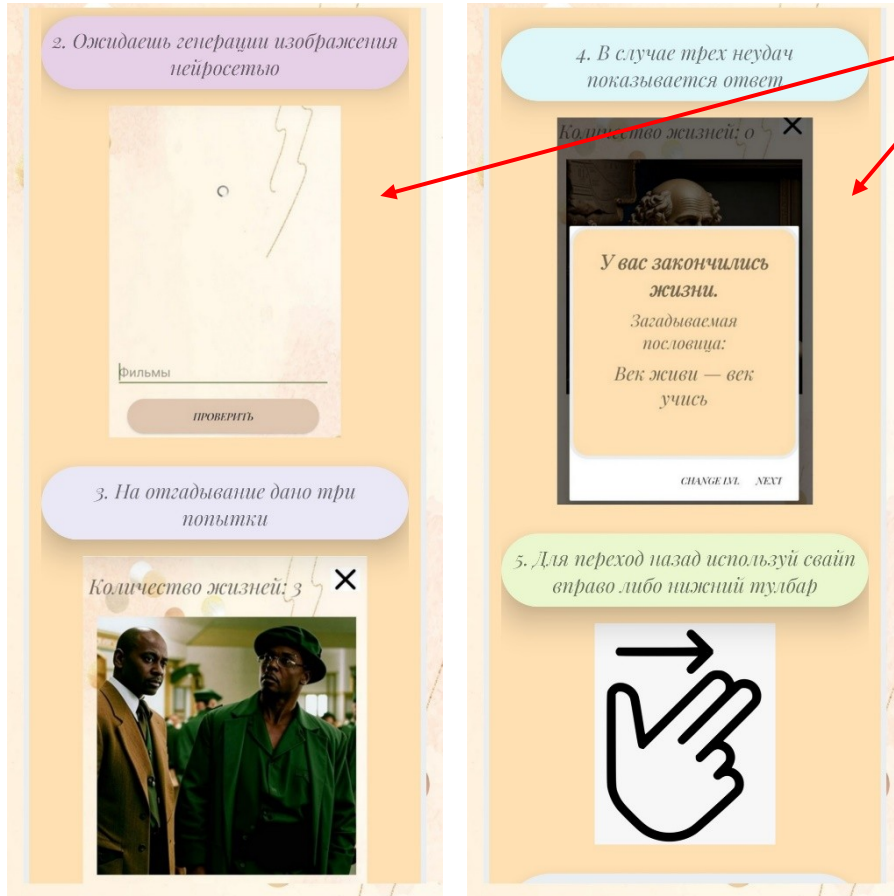 2. Ожидаешь генерации изображения
нейросетью
Фильмы
ПРОВЕРИТЬ
3. На отгадывание дано три
попытки
Количество жизней: 3
4. В случае трех неудач
показывается ответ
Количество жизней: 0
У вас закончились
жизни.
Загадываемая
пословица:
Век живи — век
учись
CHANGE LVL NEXT
5. Для переход назад используй свайп
вправо либо нижний тулбар